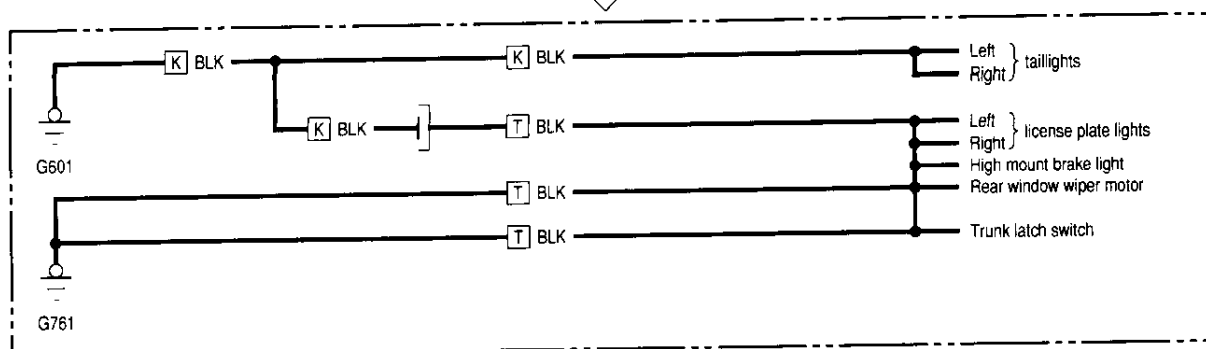 K BLK
K BLK
Left
Right
taillights
K BLK
T BLK
Left
Right
license plate lights
High mount brake light
G601
T BLK
Rear window wiper motor
T BLK
Trunk latch switch
G761